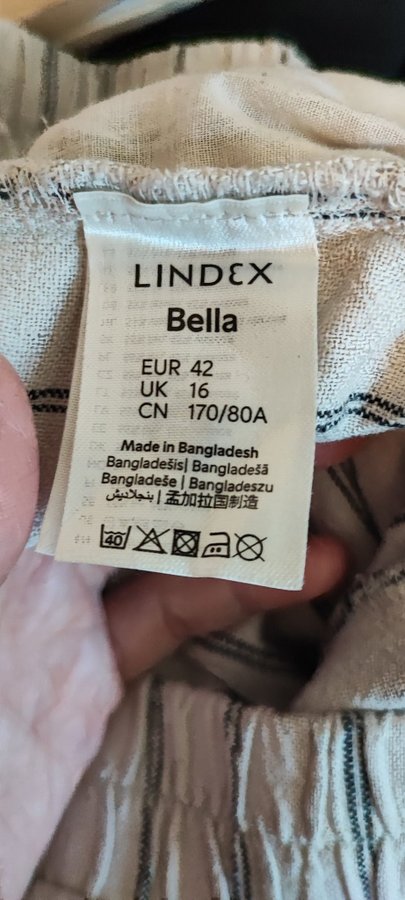 LINDEX
Bella
EUR 42
UK 16
CN 170/80A
Made in Bangladesh
Bangladešis| Bangladešā
Bangladeše | Bangladeszu
بنجلاديش | 孟加拉国制造
40